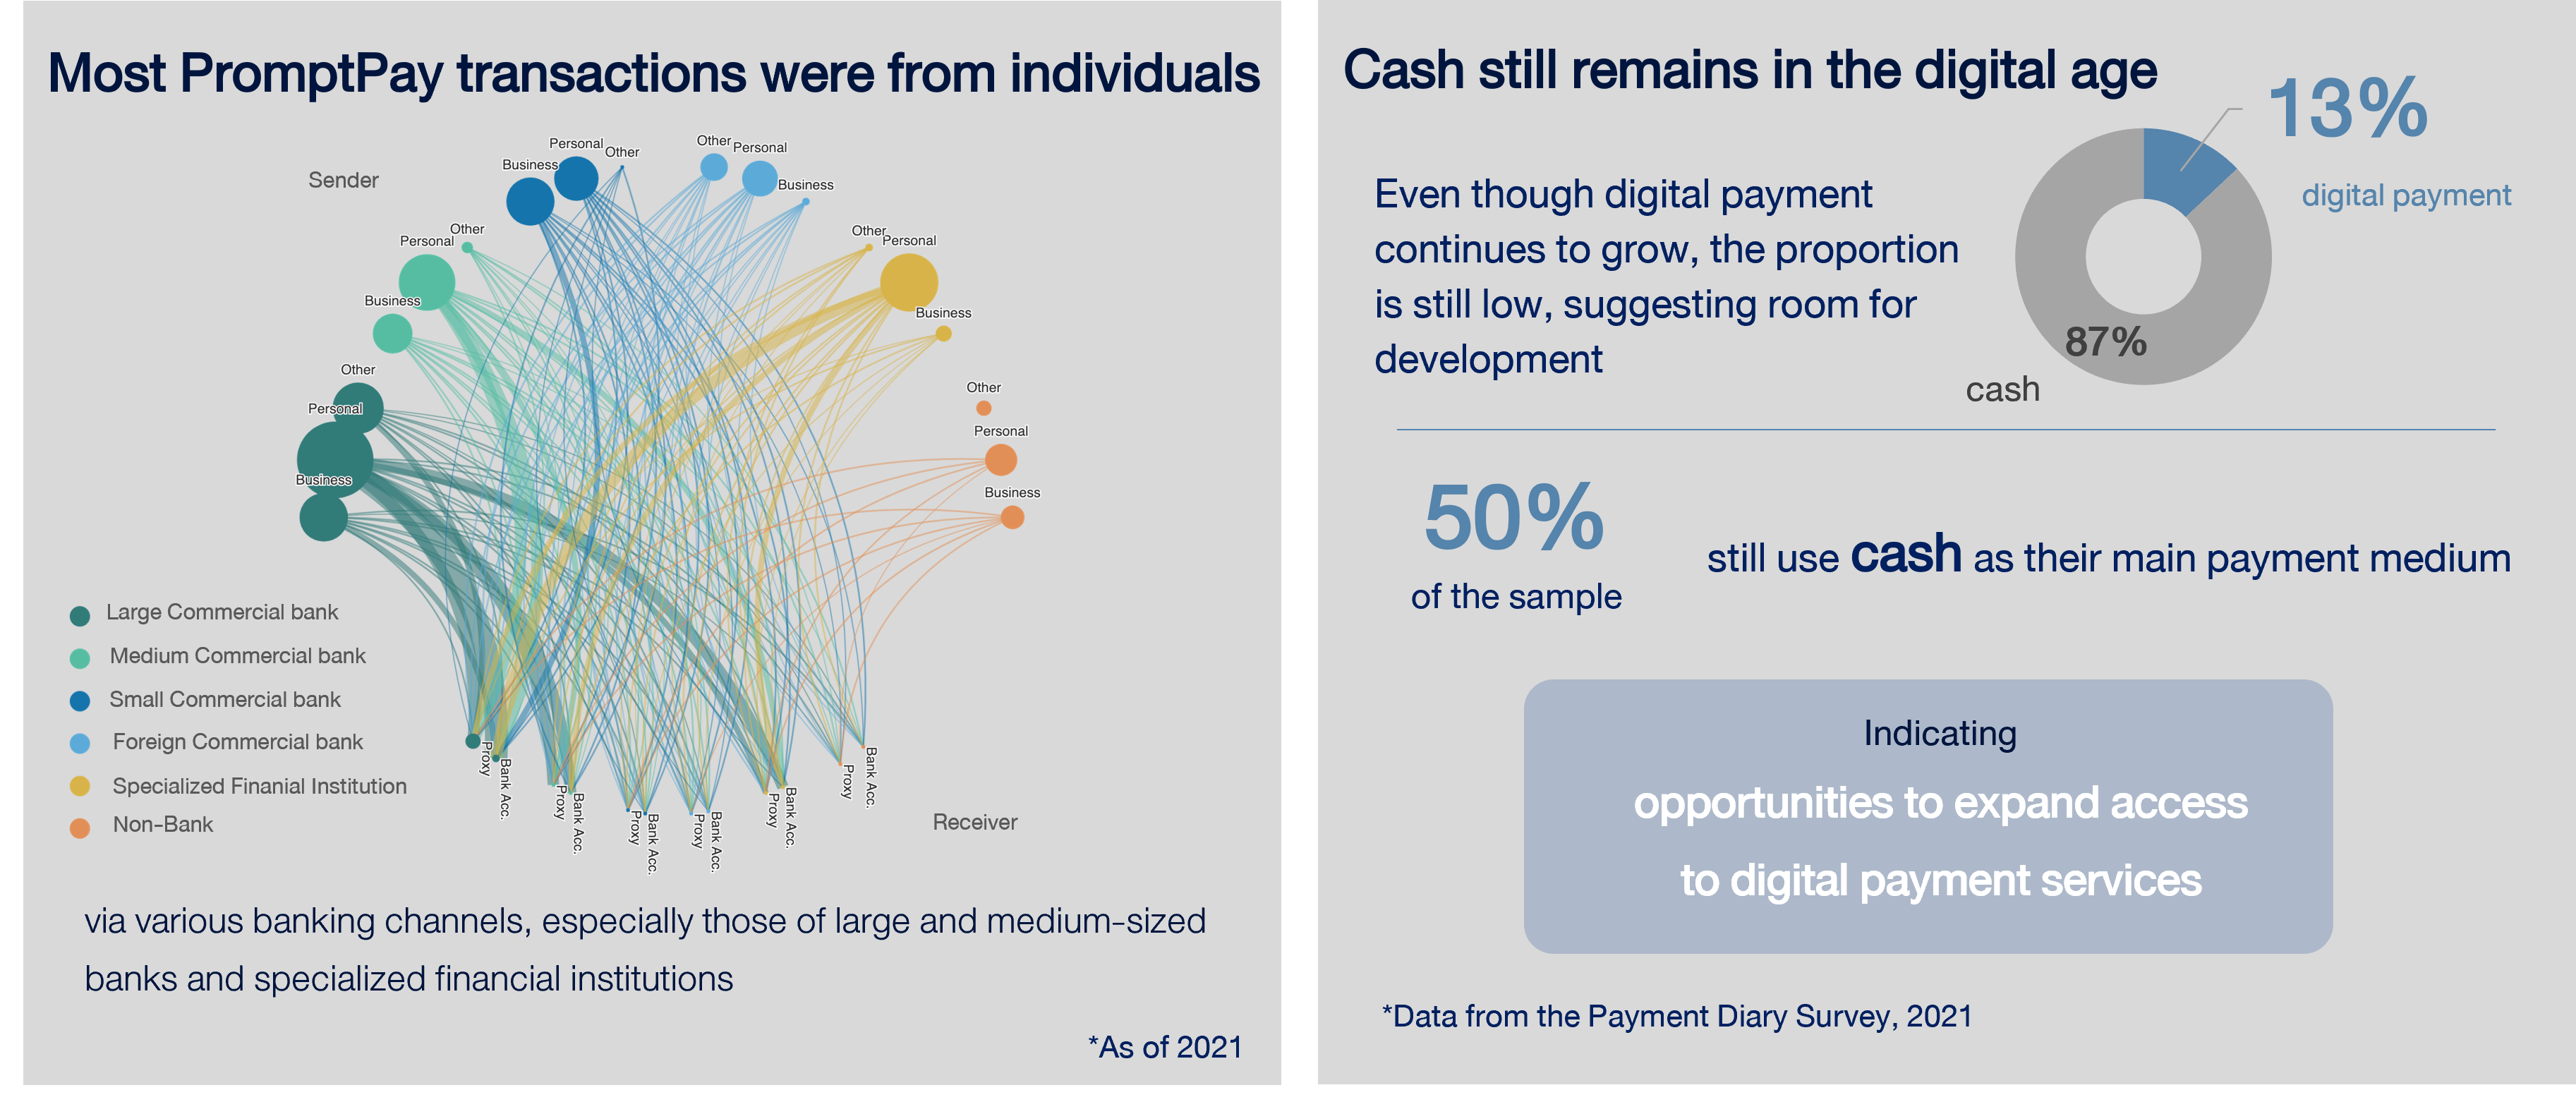 Most PromptPay transactions were from individuals
Sender
Business
Personal
Other
Other
Personal
Business
Personal
Other
Business
Other
Personal
Business
Other
Personal
Business
Other
Personal
Business
Large Commercial bank
Medium Commercial bank
Small Commercial bank
Foreign Commercial bank
Specialized Finanial Institution
Non-Bank
Proxy
Bank Acc.
Proxy
Bank Acc.
Proxy
Bank Acc.
Proxy
Bank Acc.
Proxy
Bank Acc.
Proxy
Bank Acc.
Receiver
via various banking channels, especially those of large and medium-sized
banks and specialized financial institutions
*As of 2021
Cash still remains in the digital age
13%
digital payment
Even though digital payment
continues to grow, the proportion
is still low, suggesting room for
development
87%
cash
50%
of the sample
still use cash as their main payment medium
Indicating
opportunities to expand access
to digital payment services
*Data from the Payment Diary Survey, 2021